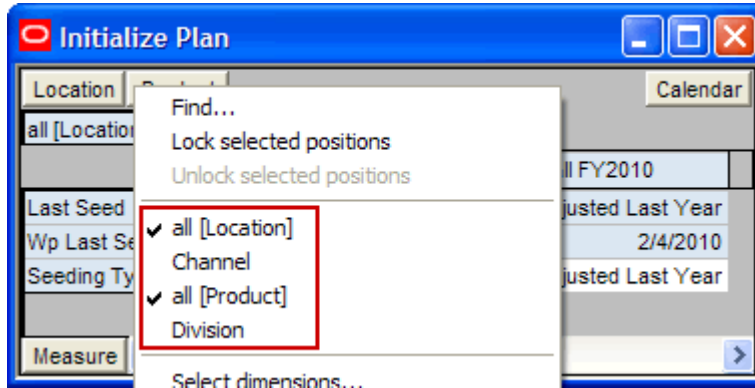 Initialize Plan
Location
Calendar
Find...
all [Location
Lock selected positions
Unlock selected positions
FY2010
Last Seed
all [Location]
justed Last Year
Wp Last Se
Channel
2/4/2010
Seeding Ty
all [Product]
justed Last Year
Division
Measure
Select dimensions...